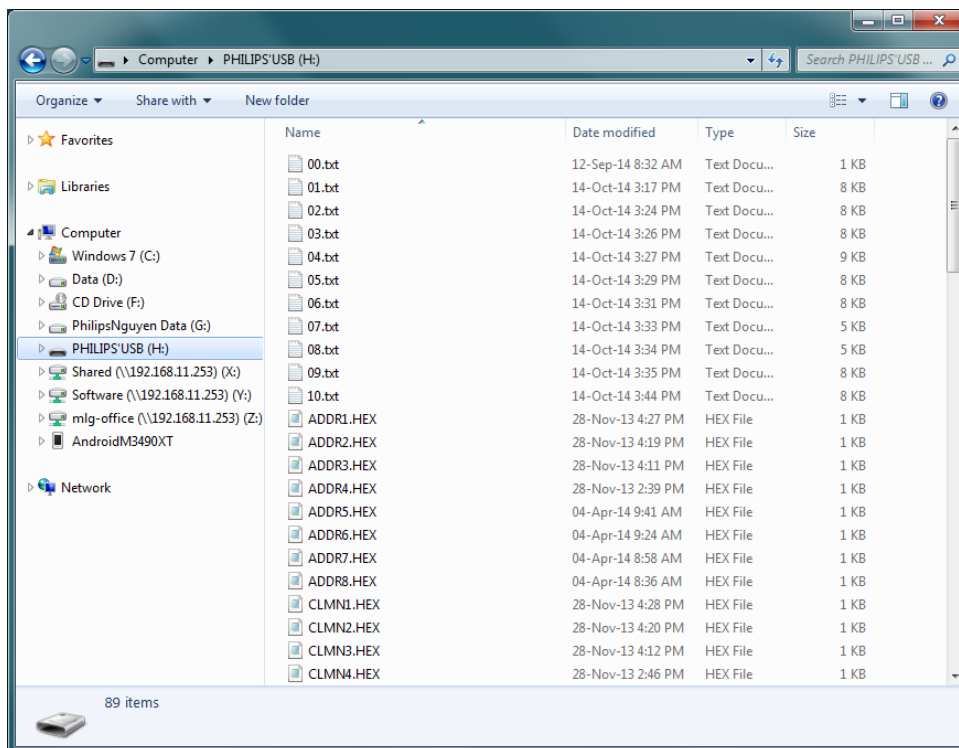 Computer ▸ PHILIPS'USB (H:)
Search PHILIPS'USB ...
Organize Share with New folder
Favorites
Libraries
Computer
Windows 7 (C:)
Data (D:)
CD Drive (F:)
PhilipsNguyen Data (G:)
PHILIPS'USB (H:)
Shared (\\192.168.11.253) (X:)
Software (\\192.168.11.253) (Y:)
mlg-office (\\192.168.11.253) (Z:)
AndroidM3490XT
Network
Name Date modified Type Size
00.txt 12-Sep-14 8:32 AM Text Docu... 1 KB
01.txt 14-Oct-14 3:17 PM Text Docu... 8 KB
02.txt 14-Oct-14 3:24 PM Text Docu... 8 KB
03.txt 14-Oct-14 3:26 PM Text Docu... 8 KB
04.txt 14-Oct-14 3:27 PM Text Docu... 9 KB
05.txt 14-Oct-14 3:29 PM Text Docu... 8 KB
06.txt 14-Oct-14 3:31 PM Text Docu... 8 KB
07.txt 14-Oct-14 3:33 PM Text Docu... 5 KB
08.txt 14-Oct-14 3:34 PM Text Docu... 5 KB
09.txt 14-Oct-14 3:35 PM Text Docu... 8 KB
10.txt 14-Oct-14 3:44 PM Text Docu... 8 KB
ADDR1.HEX 28-Nov-13 4:27 PM HEX File 1 KB
ADDR2.HEX 28-Nov-13 4:19 PM HEX File 1 KB
ADDR3.HEX 28-Nov-13 4:11 PM HEX File 1 KB
ADDR4.HEX 28-Nov-13 2:39 PM HEX File 1 KB
ADDR5.HEX 04-Apr-14 9:41 AM HEX File 1 KB
ADDR6.HEX 04-Apr-14 9:24 AM HEX File 1 KB
ADDR7.HEX 04-Apr-14 8:58 AM HEX File 1 KB
ADDR8.HEX 04-Apr-14 8:36 AM HEX File 1 KB
CLMN1.HEX 28-Nov-13 4:28 PM HEX File 1 KB
CLMN2.HEX 28-Nov-13 4:20 PM HEX File 1 KB
CLMN3.HEX 28-Nov-13 4:12 PM HEX File 1 KB
CLMN4.HEX 28-Nov-13 2:46 PM HEX File 1 KB
89 items